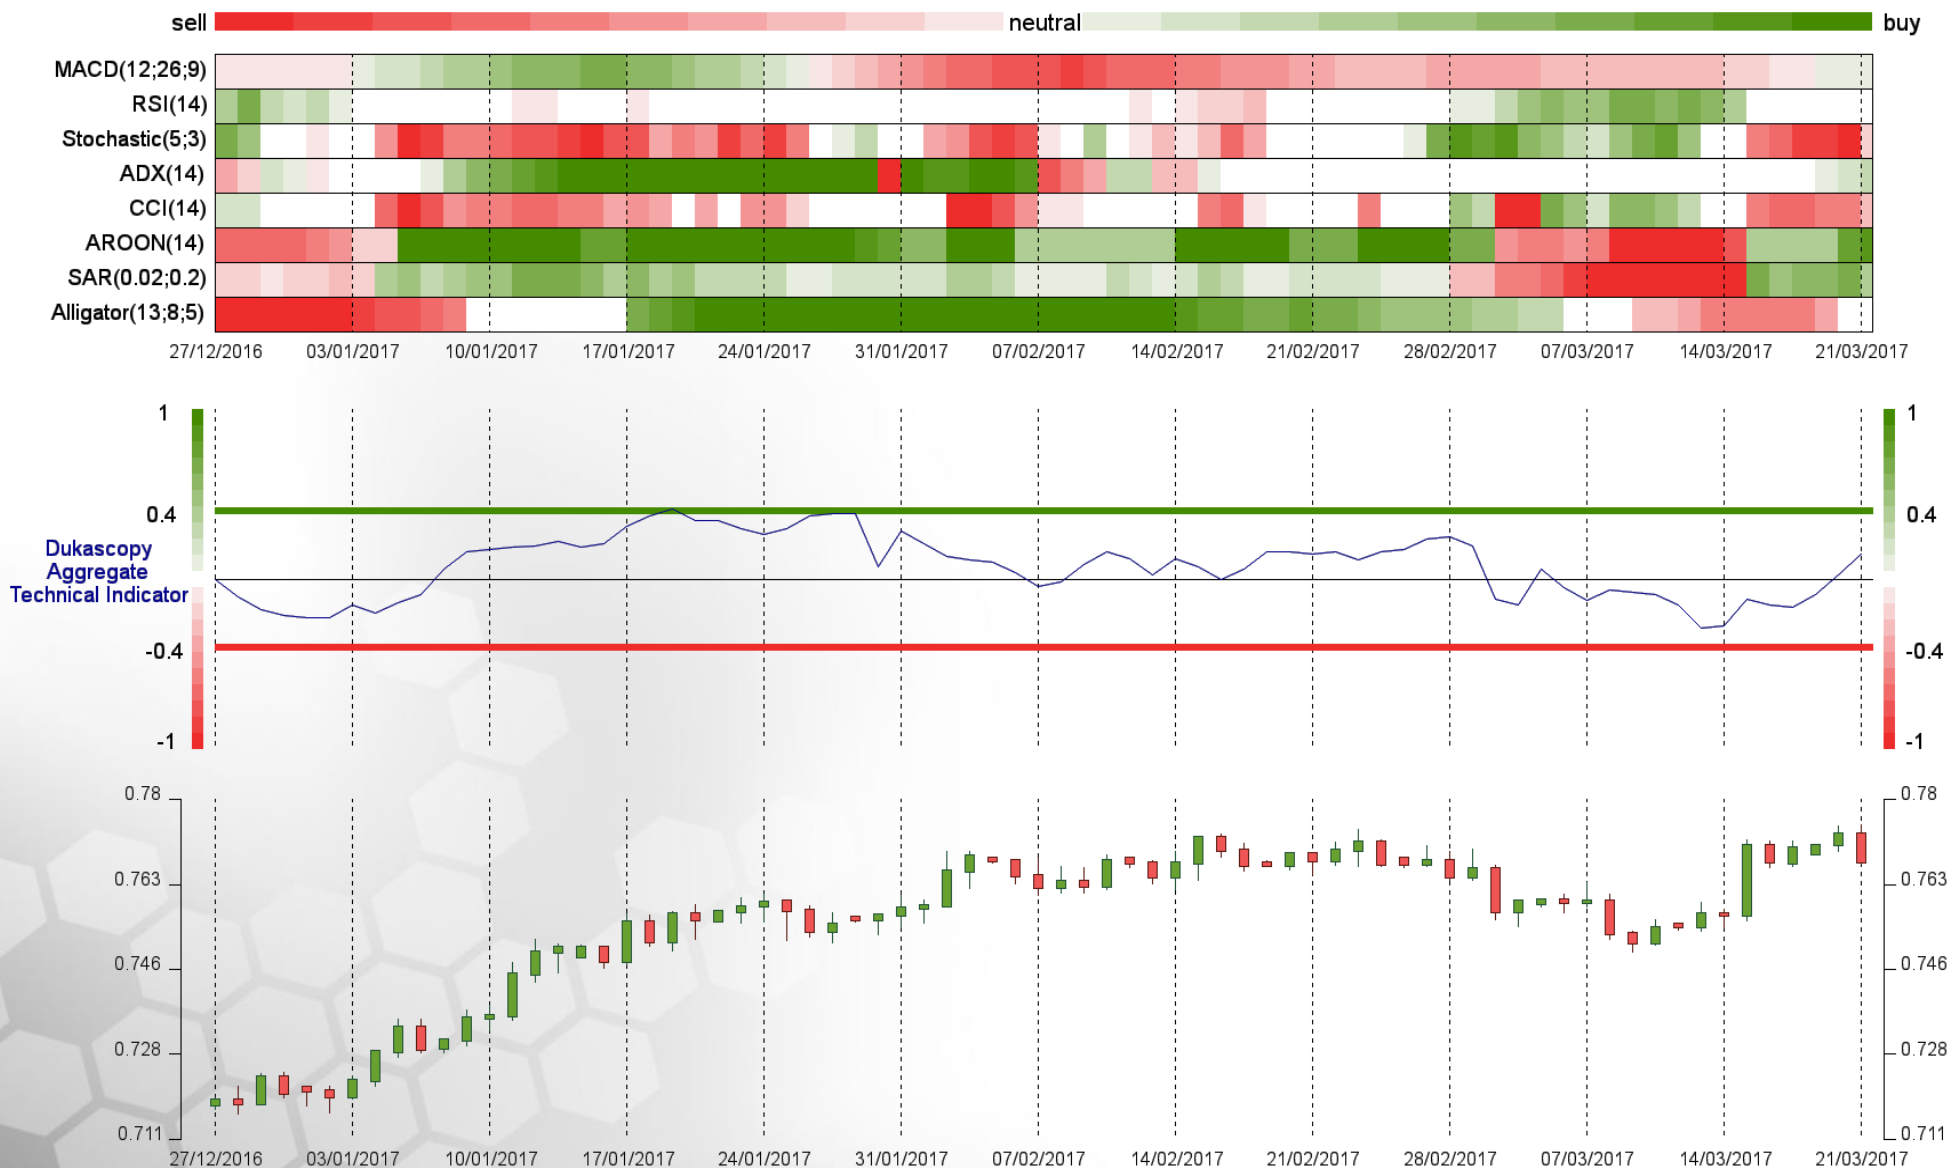 sell neutral buy
MACD(12;26;9)
RSI(14)
Stochastic(5;3)
ADX(14)
CCI(14)
AROON(14)
SAR(0.02;0.2)
Alligator(13;8;5)
27/12/2016 03/01/2017 10/01/2017 17/01/2017 24/01/2017 31/01/2017 07/02/2017 14/02/2017 21/02/2017 28/02/2017 07/03/2017 14/03/2017 21/03/2017
1 1
0.4 0.4
Dukascopy
Aggregate
Technical Indicator
-0.4 -0.4
-1 -1
0.78 0.78
0.763 0.763
0.746 0.746
0.728 0.728
0.711 0.711
27/12/2016 03/01/2017 10/01/2017 17/01/2017 24/01/2017 31/01/2017 07/02/2017 14/02/2017 21/02/2017 28/02/2017 07/03/2017 14/03/2017 21/03/2017